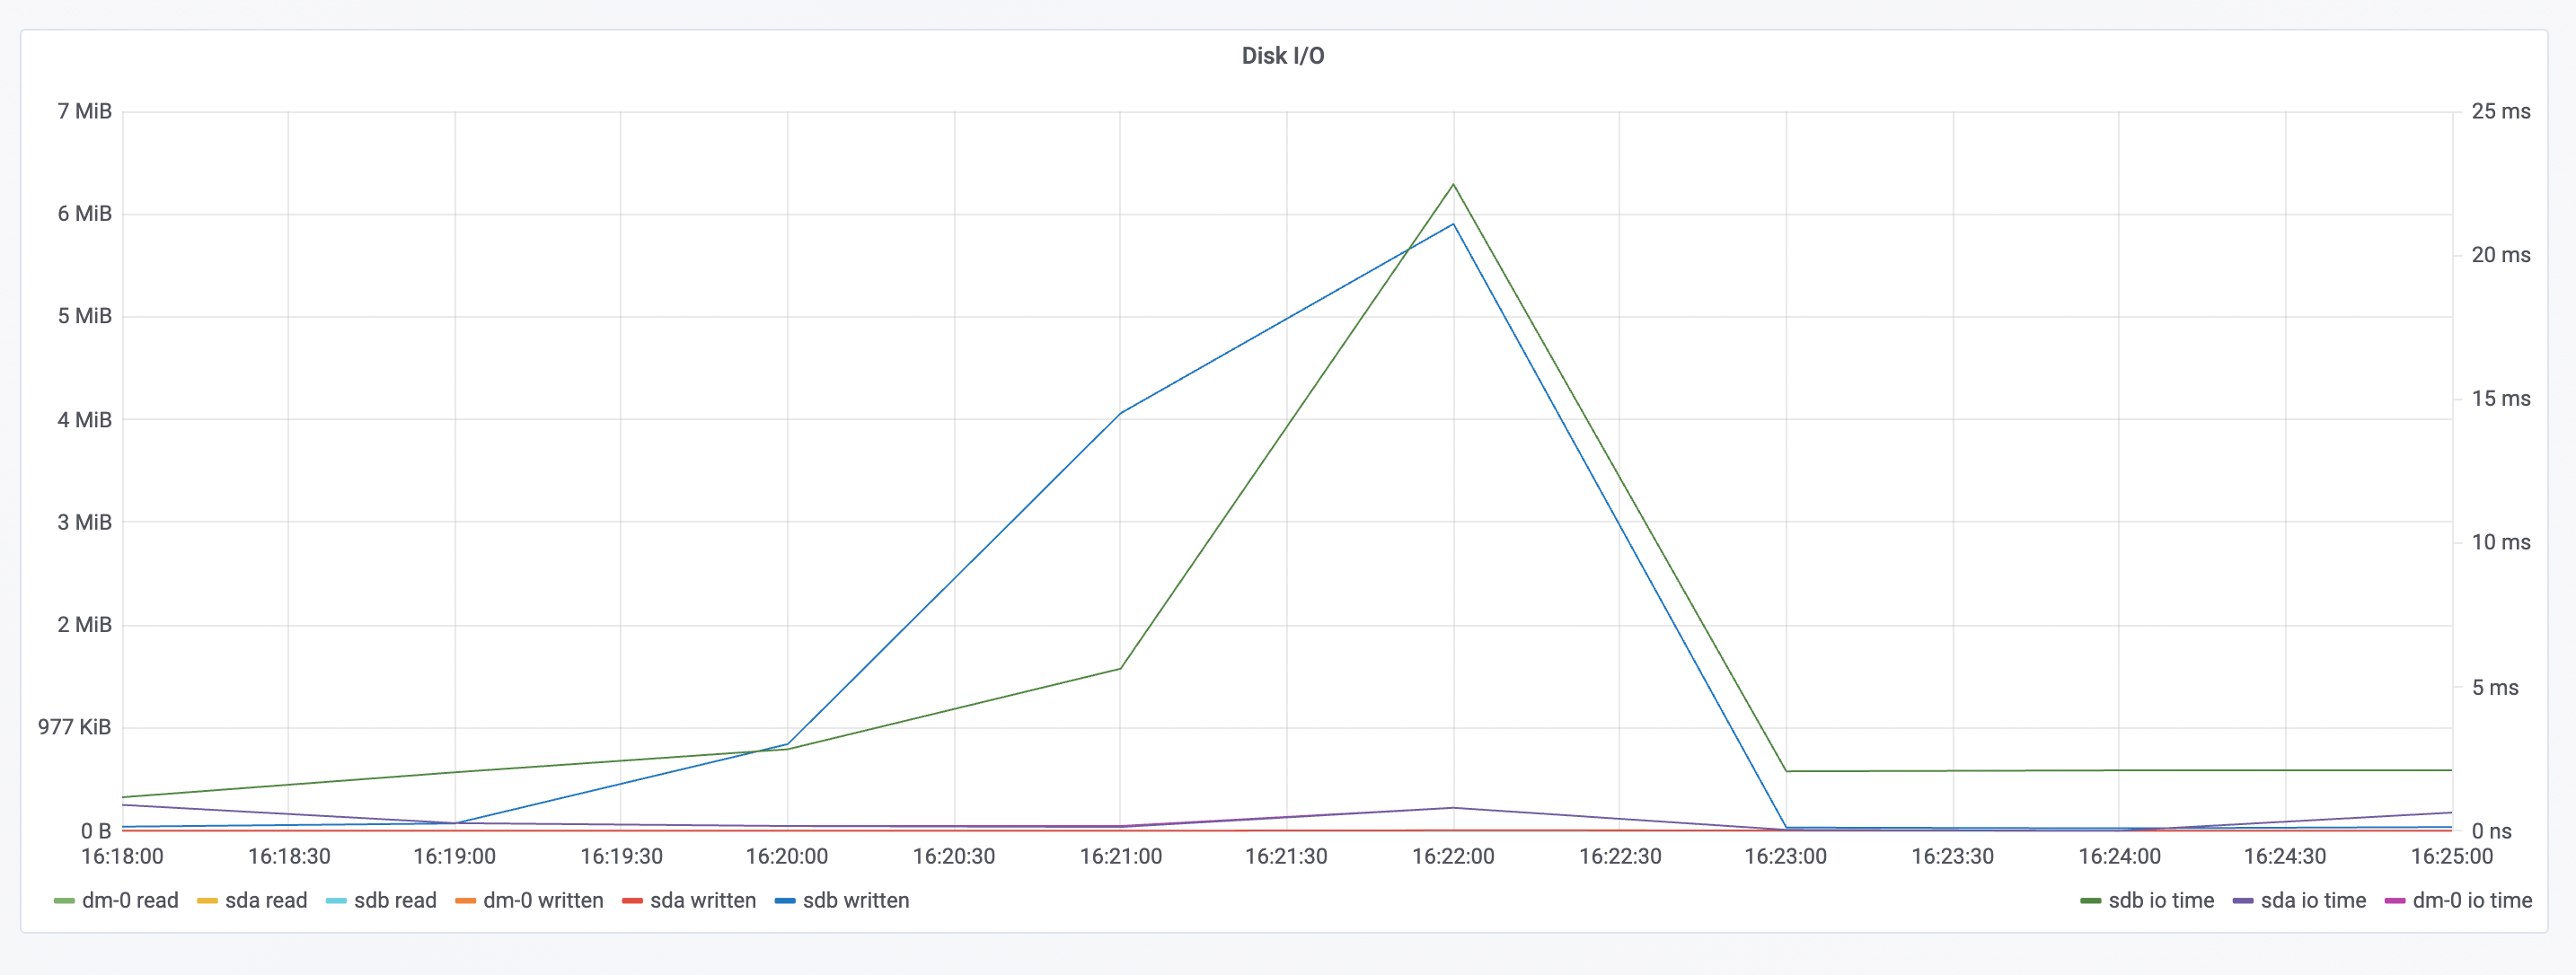 Disk I/O
7 MiB
6 MiB
5 MiB
4 MiB
3 MiB
2 MiB
977 KiB
0 B
25 ms
20 ms
15 ms
10 ms
5 ms
0 ns
16:18:00 16:18:30 16:19:00 16:19:30 16:20:00 16:20:30 16:21:00 16:21:30 16:22:00 16:22:30 16:23:00 16:23:30 16:24:00 16:24:30 16:25:00
dm-0 read sda read sdb read dm-0 written sda written sdb written sdb io time sda io time dm-0 io time